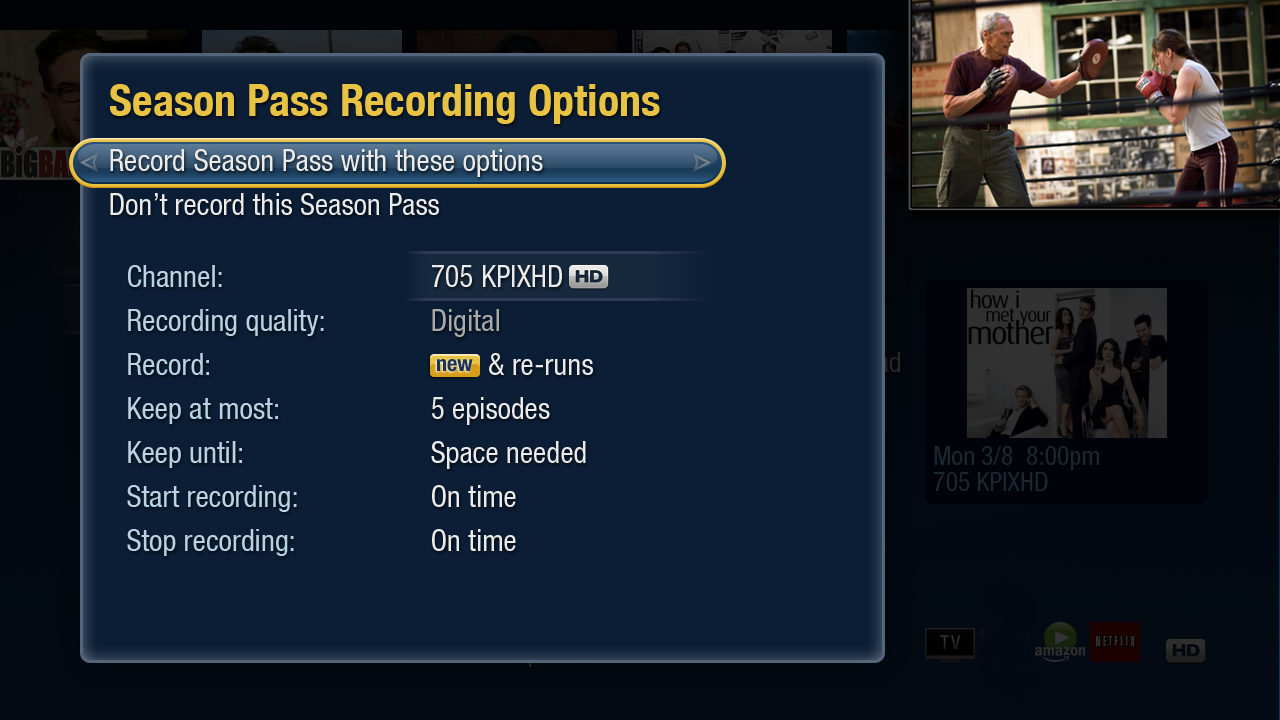 Season Pass Recording Options
Record Season Pass with these options
Don't record this Season Pass
Channel: 705 KPIXHD HD
Recording quality: Digital
Record: new & re-runs
Keep at most: 5 episodes
Keep until: Space needed
Start recording: On time
Stop recording: On time
BiGBA
how i
met your
mother
Mon 3/8 8:00pm
705 KPIXHD
TV
amazon
NETFLIX
HD